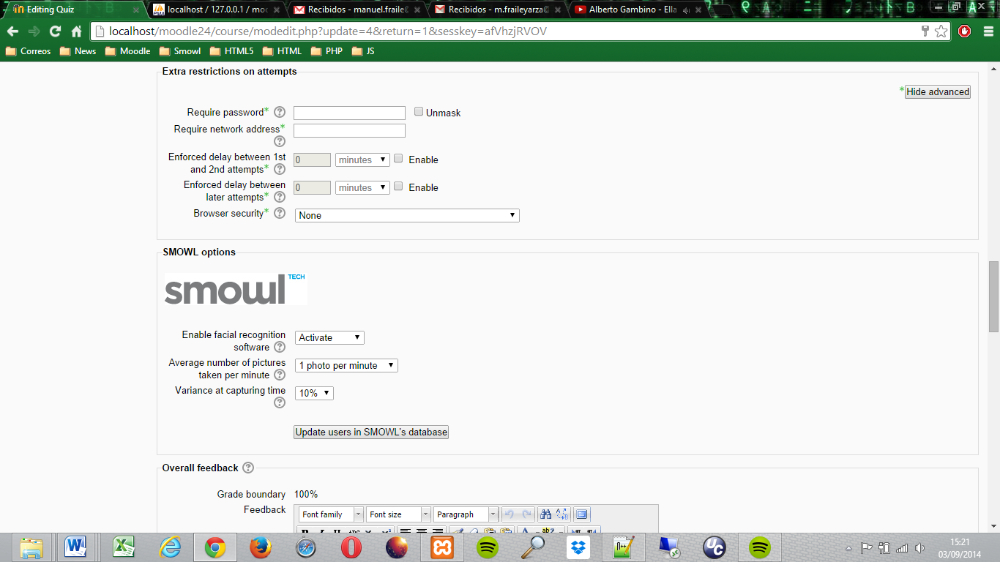 Editing Quiz
localhost / 127.0.0.1 / moo
Recibidos - manuel.fraile@
Recibidos - m.fraileyarza@
Alberto Gambino - Ella
localhost/moodle24/course/modedit.php?update=4&return=1&sesskey=afVhzjRVOV
Correos
News
Moodle
Smowl
HTML5
HTML
PHP
JS
Extra restrictions on attempts
*Hide advanced
Require password*
Unmask
Require network address*
Enforced delay between 1st
and 2nd attempts*
0
minutes
Enable
Enforced delay between
later attempts*
0
minutes
Enable
Browser security*
None
SMOWL options
smowl TECH
Enable facial recognition
software
Activate
Average number of pictures
taken per minute
1 photo per minute
Variance at capturing time
10%
Update users in SMOWL's database
Overall feedback
Grade boundary
100%
Feedback
Font family
Font size
Paragraph
15:21
03/09/2014